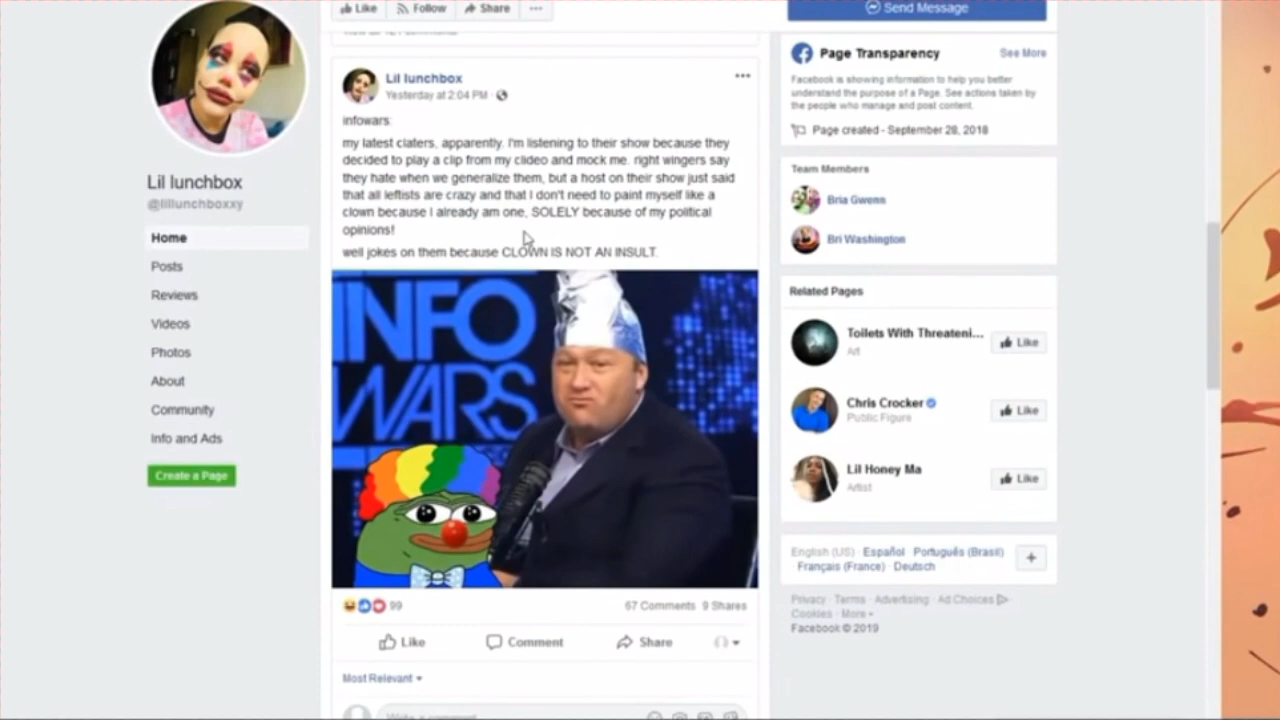 Like Follow Share ...
Send Message
Lil lunchbox
Yesterday at 2:04 PM ·
infowars:
my latest claters, apparently. I'm listening to their show because they
decided to play a clip from my clideo and mock me. right wingers say
they hate when we generalize them, but a host on their show just said
that all leftists are crazy and that I don't need to paint myself like a
clown because I already am one, SOLELY because of my political
opinions!
well jokes on them because CLOWN IS NOT AN INSULT.
INFO
WARS
99
67 Comments 9 Shares
Like Comment Share
Most Relevant
Write a comment...
Lil lunchbox
@lillunchboxxy
Home
Posts
Reviews
Videos
Photos
About
Community
Info and Ads
Create a Page
Page Transparency See More
Facebook is showing information to help you better
understand the purpose of a Page. See actions taken by
the people who manage and post content.
Page created - September 28, 2018
Team Members
Bria Gwenn
Bri Washington
Related Pages
Toilets With Threateni...
Art
Like
Chris Crocker
Public Figure
Like
Lil Honey Ma
Artist
Like
English (US) · Español · Português (Brasil)
· Français (France) · Deutsch
Privacy · Terms · Advertising · Ad Choices ·
Cookies · More
Facebook © 2019